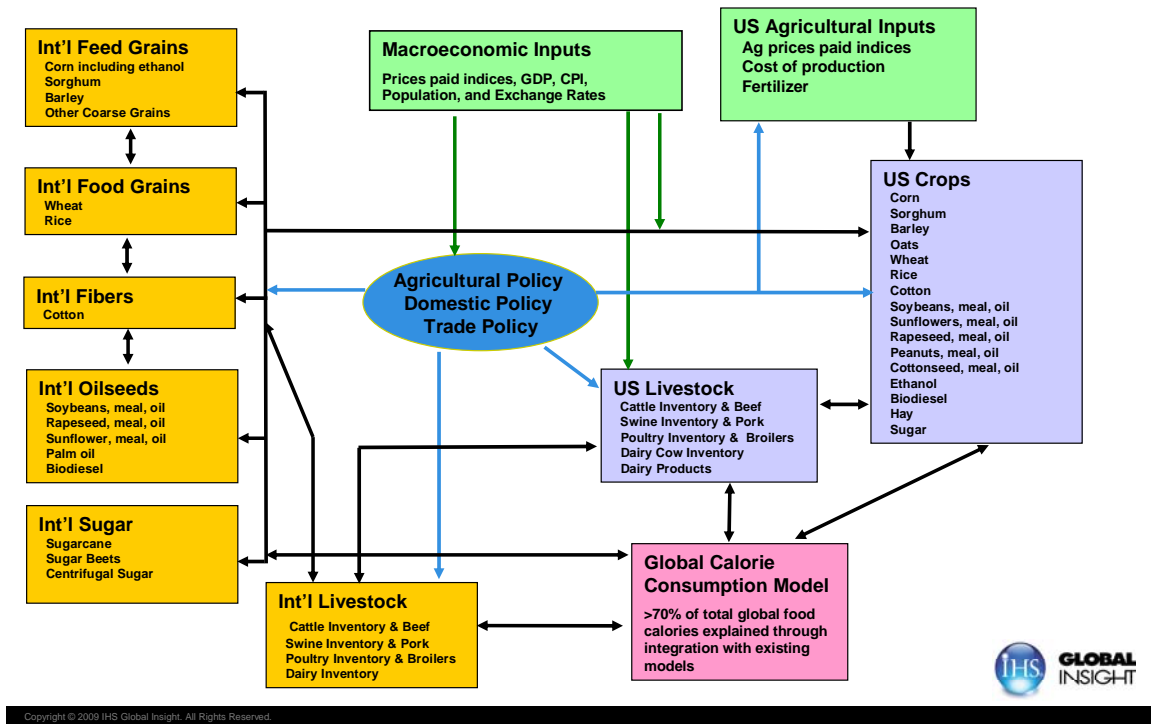 Int'l Feed Grains
Corn including ethanol
Sorghum
Barley
Other Coarse Grains
Macroeconomic Inputs
Prices paid indices, GDP, CPI,
Population, and Exchange Rates
US Agricultural Inputs
Ag prices paid indices
Cost of production
Fertilizer
Int'l Food Grains
Wheat
Rice
US Crops
Corn
Sorghum
Barley
Oats
Wheat
Rice
Cotton
Soybeans, meal, oil
Sunflowers, meal, oil
Rapeseed, meal, oil
Peanuts, meal, oil
Cottonseed, meal, oil
Ethanol
Biodiesel
Hay
Sugar
Agricultural Policy
Domestic Policy
Trade Policy
Int'l Fibers
Cotton
Int'l Oilseeds
Soybeans, meal, oil
Rapeseed, meal, oil
Sunflower, meal, oil
Palm oil
Biodiesel
US Livestock
Cattle Inventory & Beef
Swine Inventory & Pork
Poultry Inventory & Broilers
Dairy Cow Inventory
Dairy Products
Int'l Sugar
Sugarcane
Sugar Beets
Centrifugal Sugar
Global Calorie
Consumption Model
>70% of total global food
calories explained through
integration with existing
models
Int'l Livestock
Cattle Inventory & Beef
Swine Inventory & Pork
Poultry Inventory & Broilers
Dairy Inventory
IHS
GLOBAL
INSIGHT
Copyright © 2009 IHS Global Insight. All Rights Reserved.